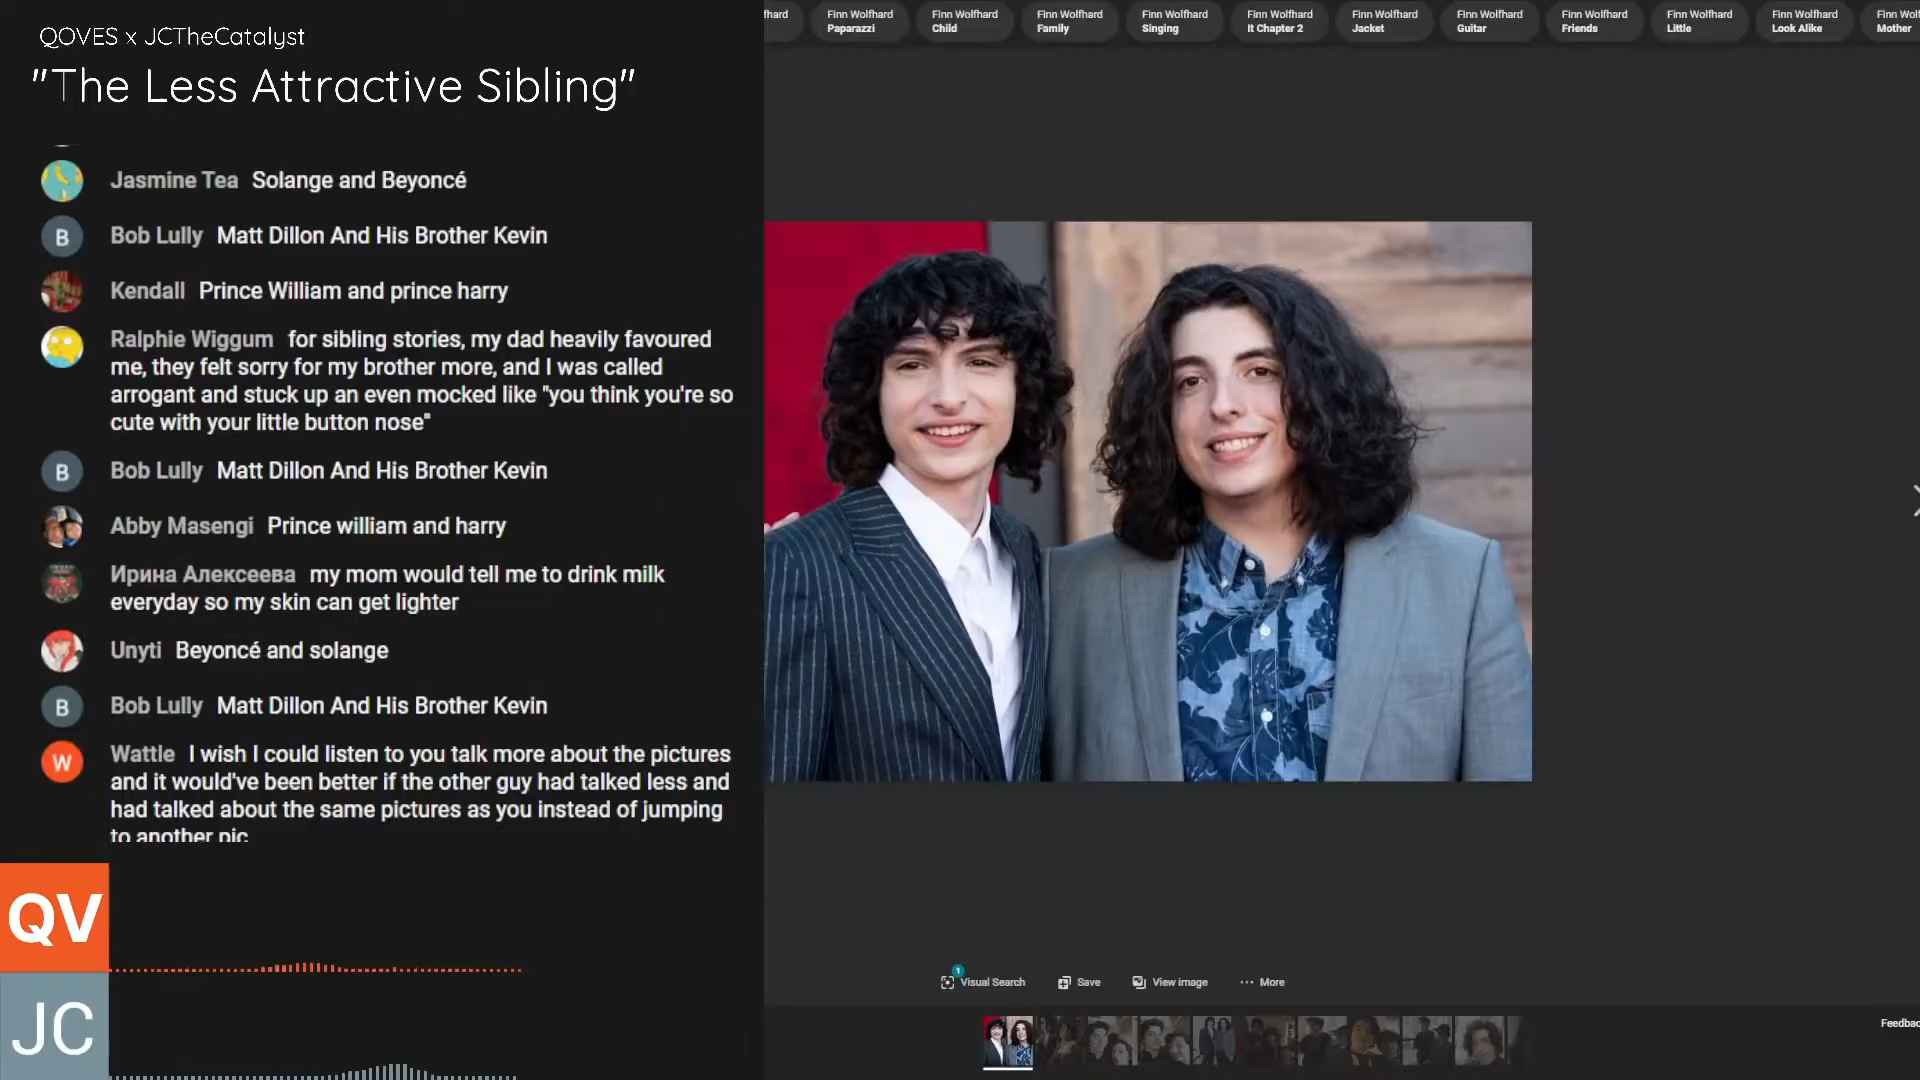 QOVES x JCTheCatalyst
"The Less Attractive Sibling"
Jasmine Tea Solange and Beyoncé
B Bob Lully Matt Dillon And His Brother Kevin
Kendall Prince William and prince harry
Ralphie Wiggum for sibling stories, my dad heavily favoured
me, they felt sorry for my brother more, and I was called
arrogant and stuck up an even mocked like "you think you're so
cute with your little button nose"
B Bob Lully Matt Dillon And His Brother Kevin
Abby Masengi Prince william and harry
Ирина Алексеева my mom would tell me to drink milk
everyday so my skin can get lighter
Unyti Beyoncé and solange
B Bob Lully Matt Dillon And His Brother Kevin
W Wattle I wish I could listen to you talk more about the pictures
and it would've been better if the other guy had talked less and
had talked about the same pictures as you instead of jumping
to another pic
QV
JC
fhard
Finn Wolfhard
Paparazzi
Finn Wolfhard
Child
Finn Wolfhard
Family
Finn Wolfhard
Singing
Finn Wolfhard
It Chapter 2
Finn Wolfhard
Jacket
Finn Wolfhard
Guitar
Finn Wolfhard
Friends
Finn Wolfhard
Little
Finn Wolfhard
Look Alike
Finn Wolf
Mother
1
Visual Search Save View image More
Feedbac